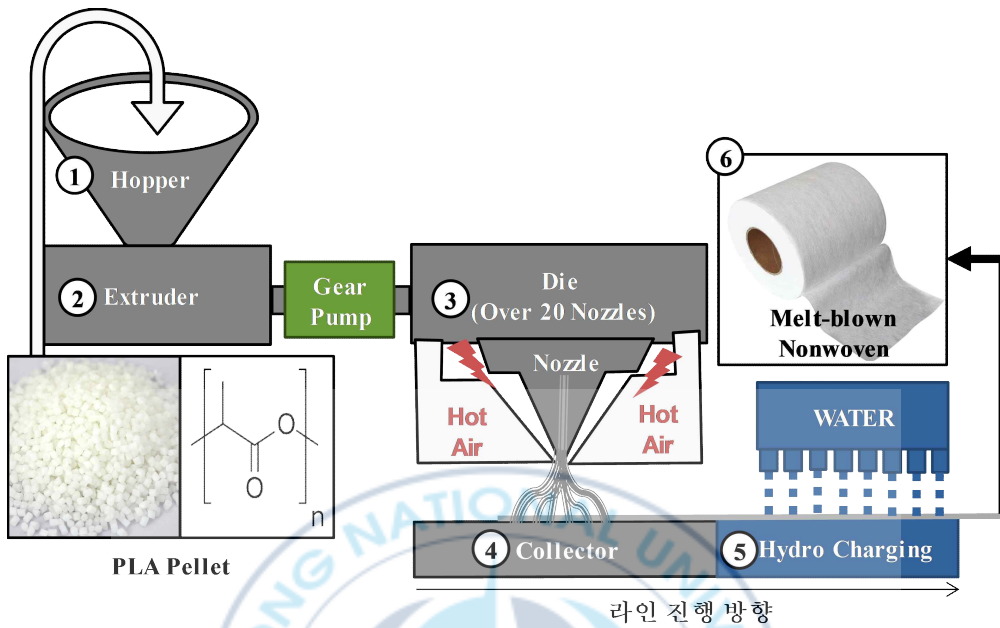 1
Hopper
2
Extruder
Gear
Pump
3
Die
(Over 20 Nozzles)
Nozzle
Hot
Air
Hot
Air
6
Melt-blown
Nonwoven
WATER
O
O
n
PLA Pellet
4
Collector
5
Hydro Charging
라인 진행 방향
NATIONAL